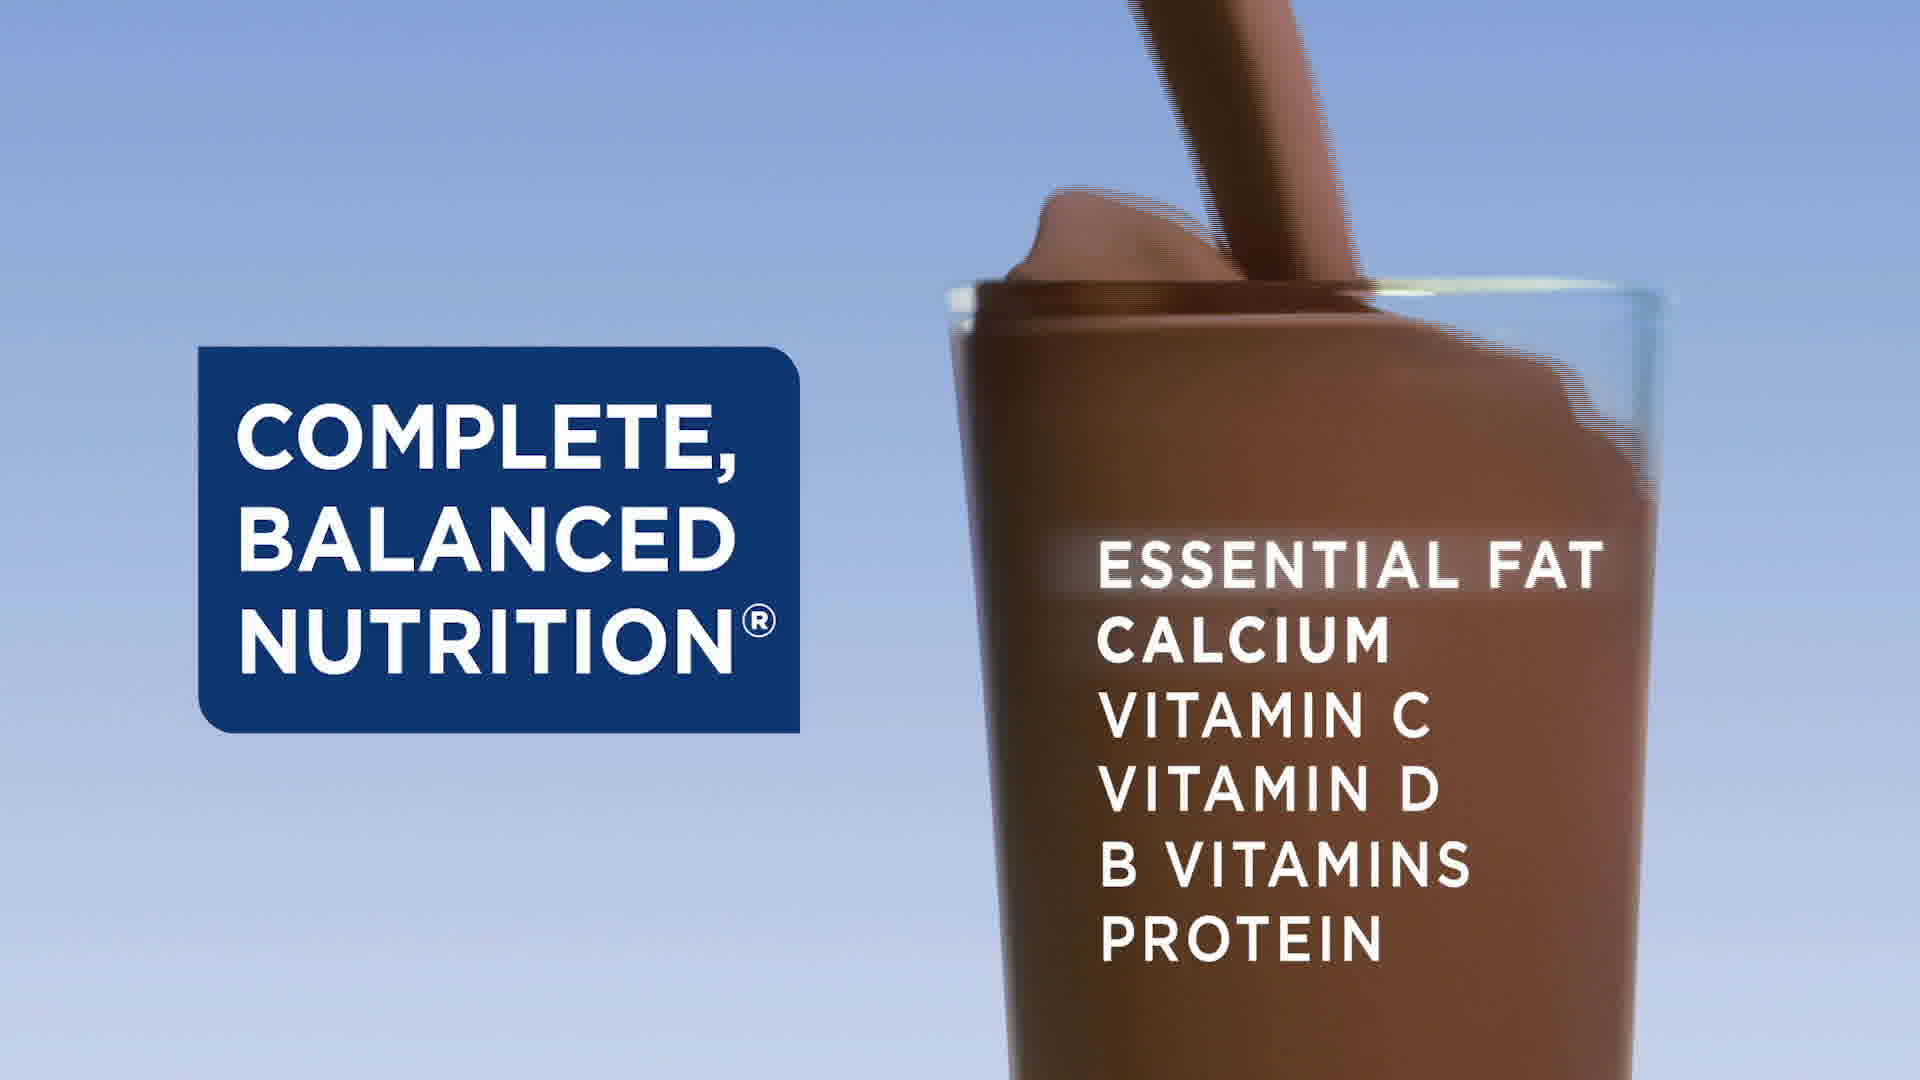 COMPLETE,
BALANCED
NUTRITION®
ESSENTIAL FAT
CALCIUM
VITAMIN C
VITAMIN D
B VITAMINS
PROTEIN